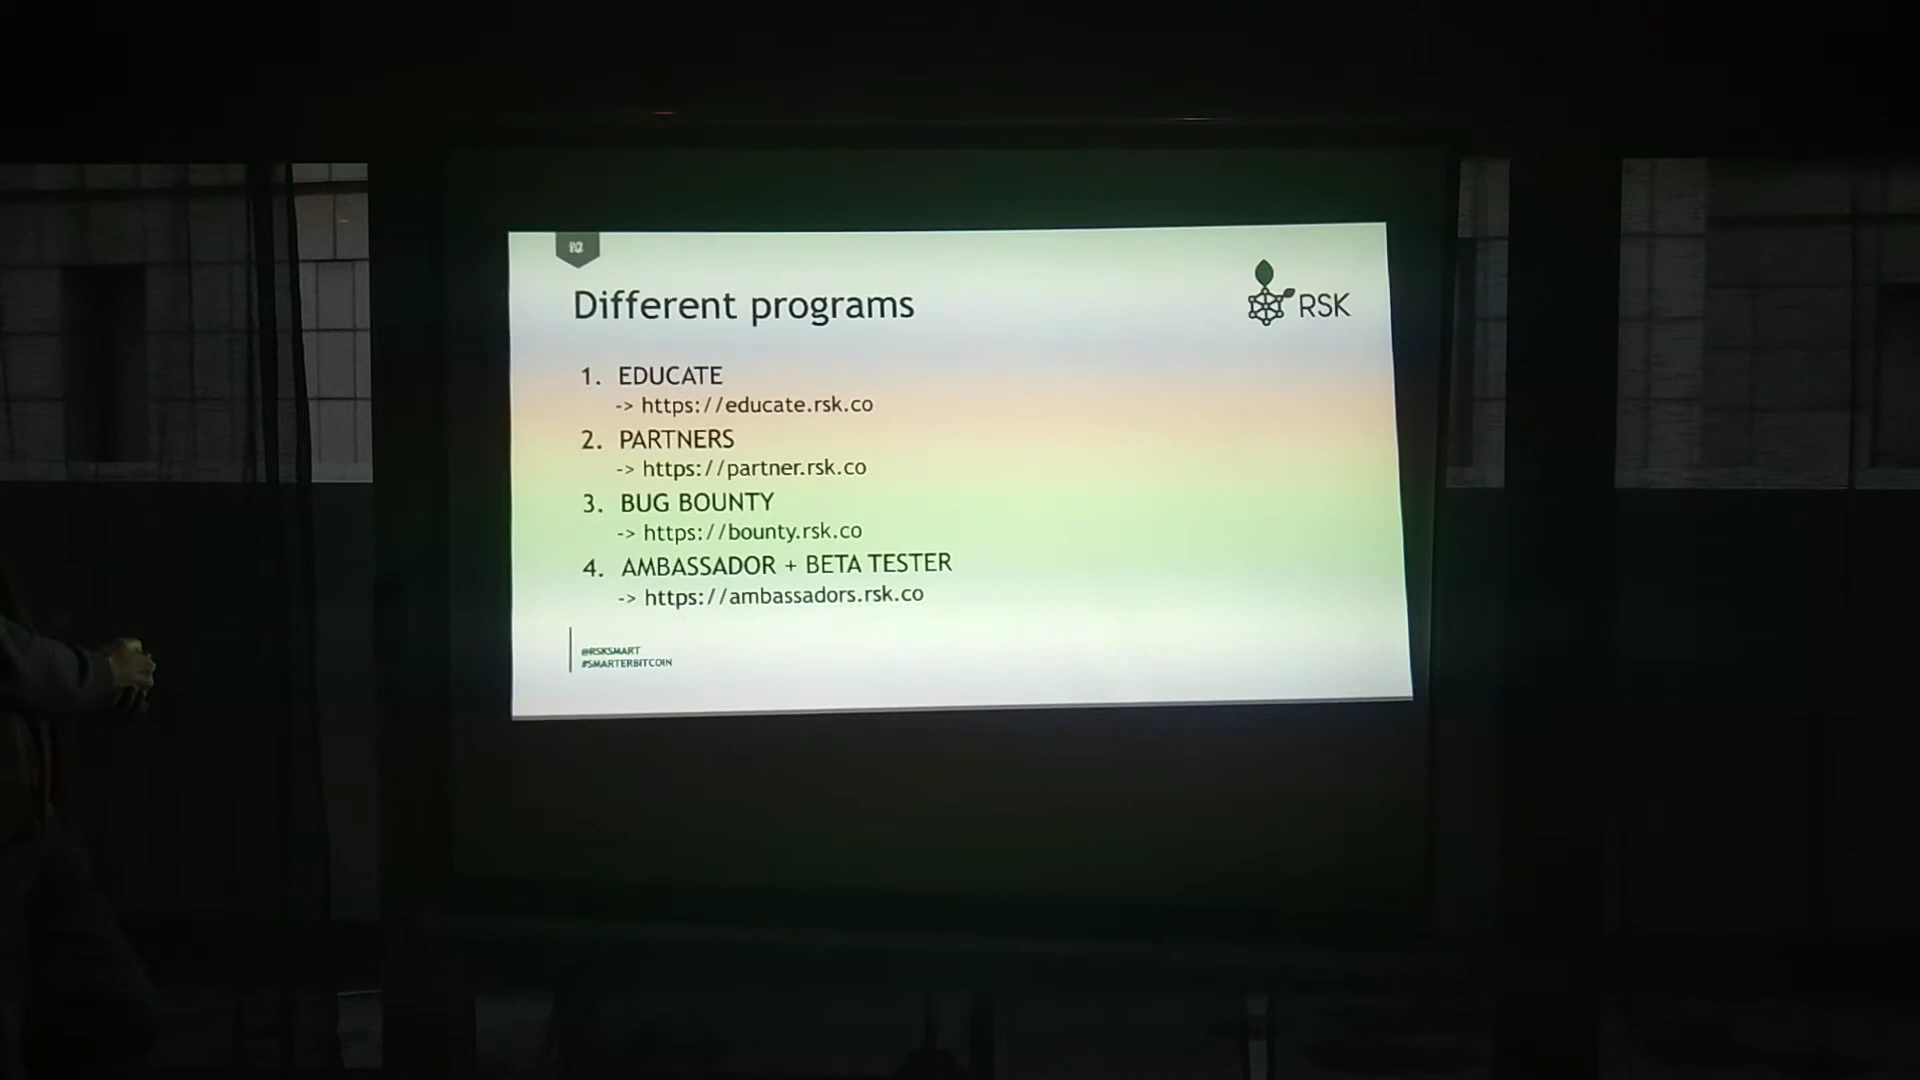 Different programs
RSK
1. EDUCATE
-> https://educate.rsk.co
2. PARTNERS
-> https://partner.rsk.co
3. BUG BOUNTY
-> https://bounty.rsk.co
4. AMBASSADOR + BETA TESTER
-> https://ambassadors.rsk.co
@RSKSMART
#SMARTERBITCOIN